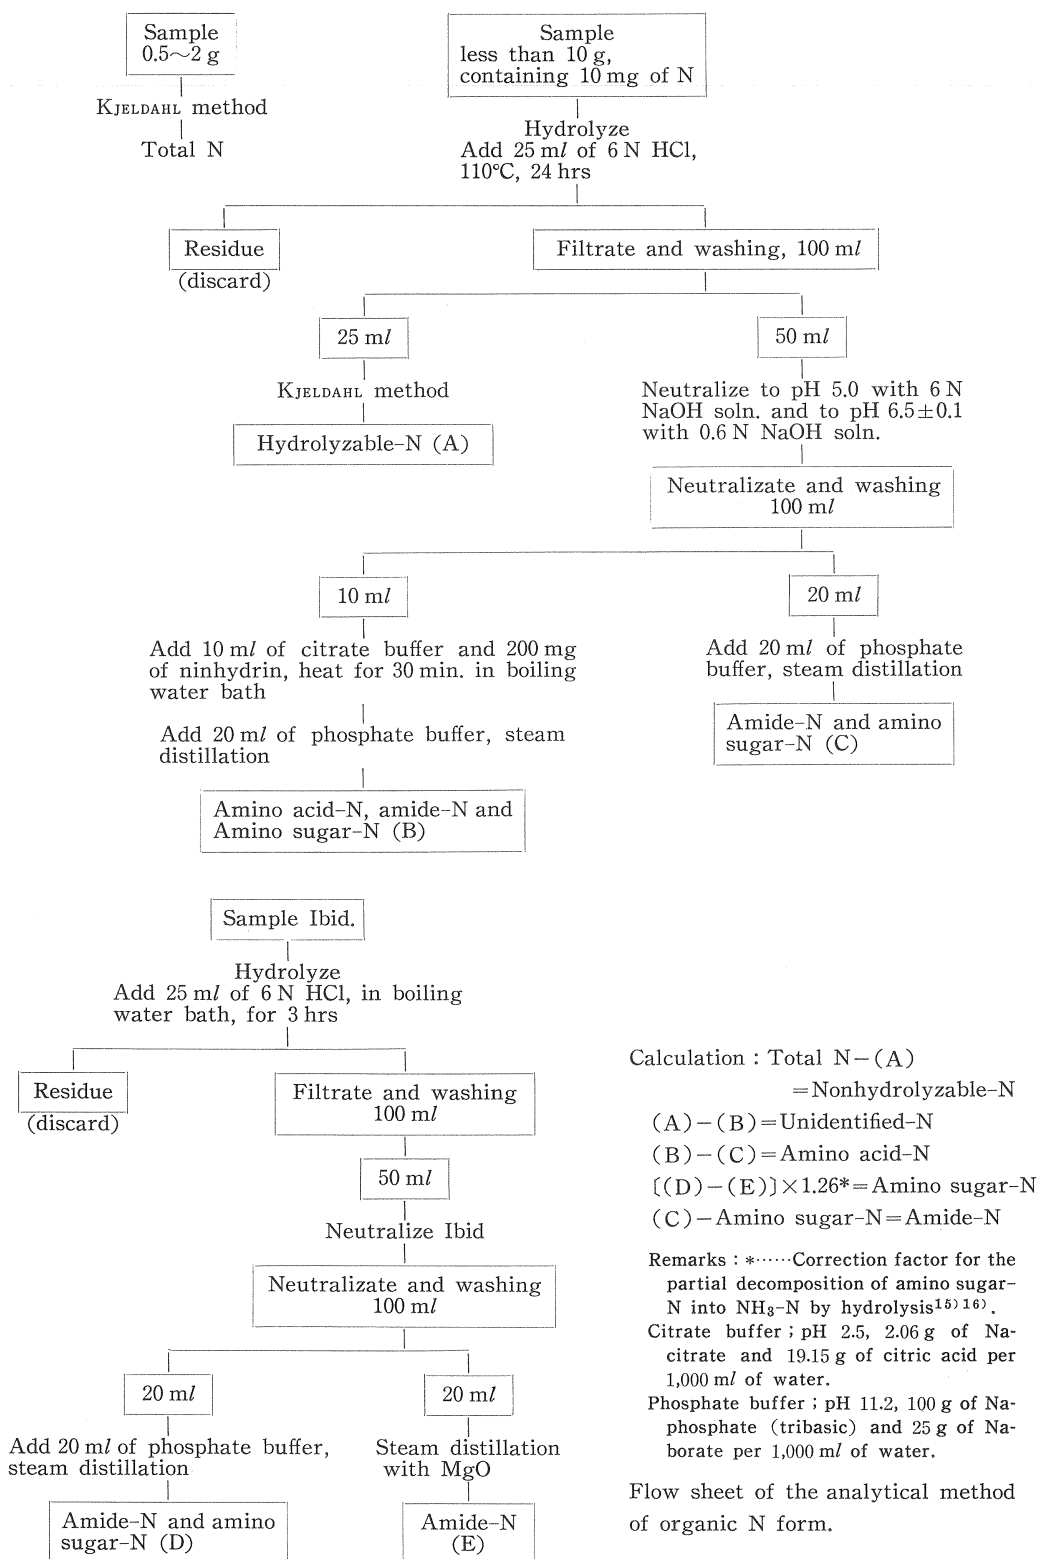 Sample
0.5～2 g
KJELDAHL method
Total N
Sample
less than 10 g,
containing 10 mg of N
Hydrolyze
Add 25 ml of 6 N HCl,
110°C, 24 hrs
Residue
(discard)
Filtrate and washing, 100 ml
25 ml
KJELDAHL method
Hydrolyzable-N (A)
50 ml
Neutralize to pH 5.0 with 6 N
NaOH soln. and to pH 6.5±0.1
with 0.6 N NaOH soln.
Neutralizate and washing
100 ml
10 ml
Add 10 ml of citrate buffer and 200 mg
of ninhydrin, heat for 30 min. in boiling
water bath
Add 20 ml of phosphate buffer, steam
distillation
Amino acid-N, amide-N and
Amino sugar-N (B)
20 ml
Add 20 ml of phosphate
buffer, steam distillation
Amide-N and amino
sugar-N (C)
Sample Ibid.
Hydrolyze
Add 25 ml of 6 N HCl, in boiling
water bath, for 3 hrs
Residue
(discard)
Filtrate and washing
100 ml
50 ml
Neutralize Ibid
Neutralizate and washing
100 ml
20 ml
Add 20 ml of phosphate buffer,
steam distillation
Amide-N and amino
sugar-N (D)
20 ml
Steam distillation
with MgO
Amide-N
(E)
Calculation : Total N－(A)
＝Nonhydrolyzable-N
(A)－(B)＝Unidentified-N
(B)－(C)＝Amino acid-N
[(D)－(E)]×1.26*＝Amino sugar-N
(C)－Amino sugar-N＝Amide-N
Remarks : *……Correction factor for the
partial decomposition of amino sugar-
N into NH₃-N by hydrolysis¹⁵⁾ ¹⁶⁾.
Citrate buffer ; pH 2.5, 2.06 g of Na-
citrate and 19.15 g of citric acid per
1,000 ml of water.
Phosphate buffer ; pH 11.2, 100 g of Na-
phosphate (tribasic) and 25 g of Na-
borate per 1,000 ml of water.
Flow sheet of the analytical method
of organic N form.